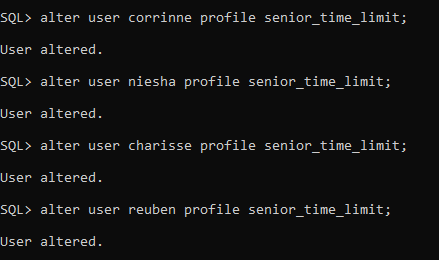 SQL> alter user corrinne profile senior_time_limit;
User altered.
SQL> alter user niesha profile senior_time_limit;
User altered.
SQL> alter user charisse profile senior_time_limit;
User altered.
SQL> alter user reuben profile senior_time_limit;
User altered.